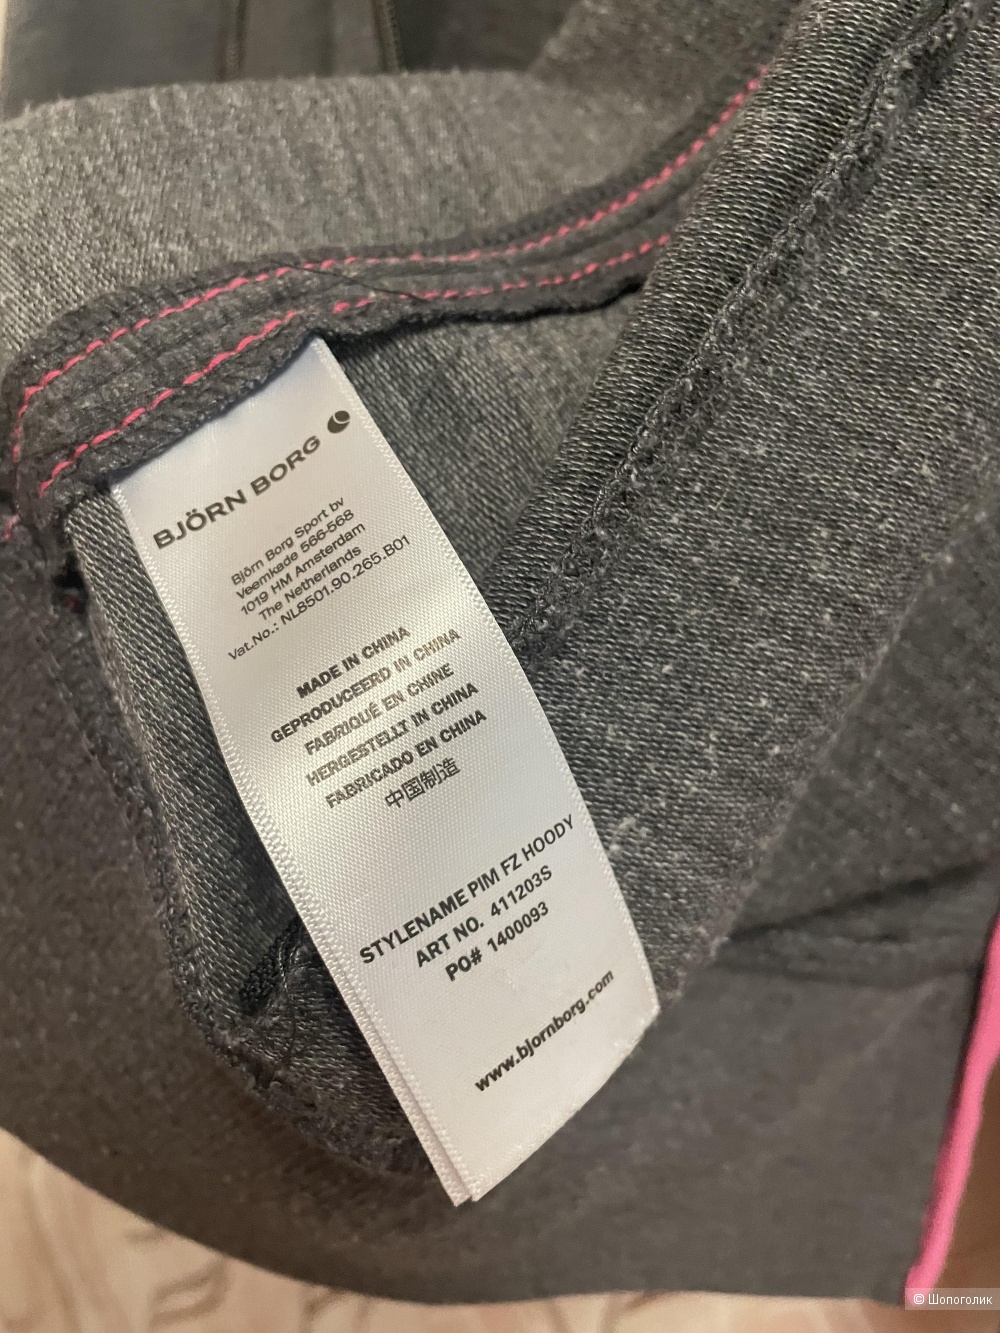 BJÖRN BORG
Björn Borg Sport bv
Veemkade 566-568
1019 HM Amsterdam
The Netherlands
Vat.No.: NL8501.90.265.B01
MADE IN CHINA
GEPRODUCEERD IN CHINA
FABRIQUÉ EN CHINE
HERGESTELLT IN CHINA
FABRICADO EN CHINA
中国制造
STYLENAME PIM FZ HOODY
ART NO. 411203S
PO# 1400093
www.bjornborg.com
© Шопоголик